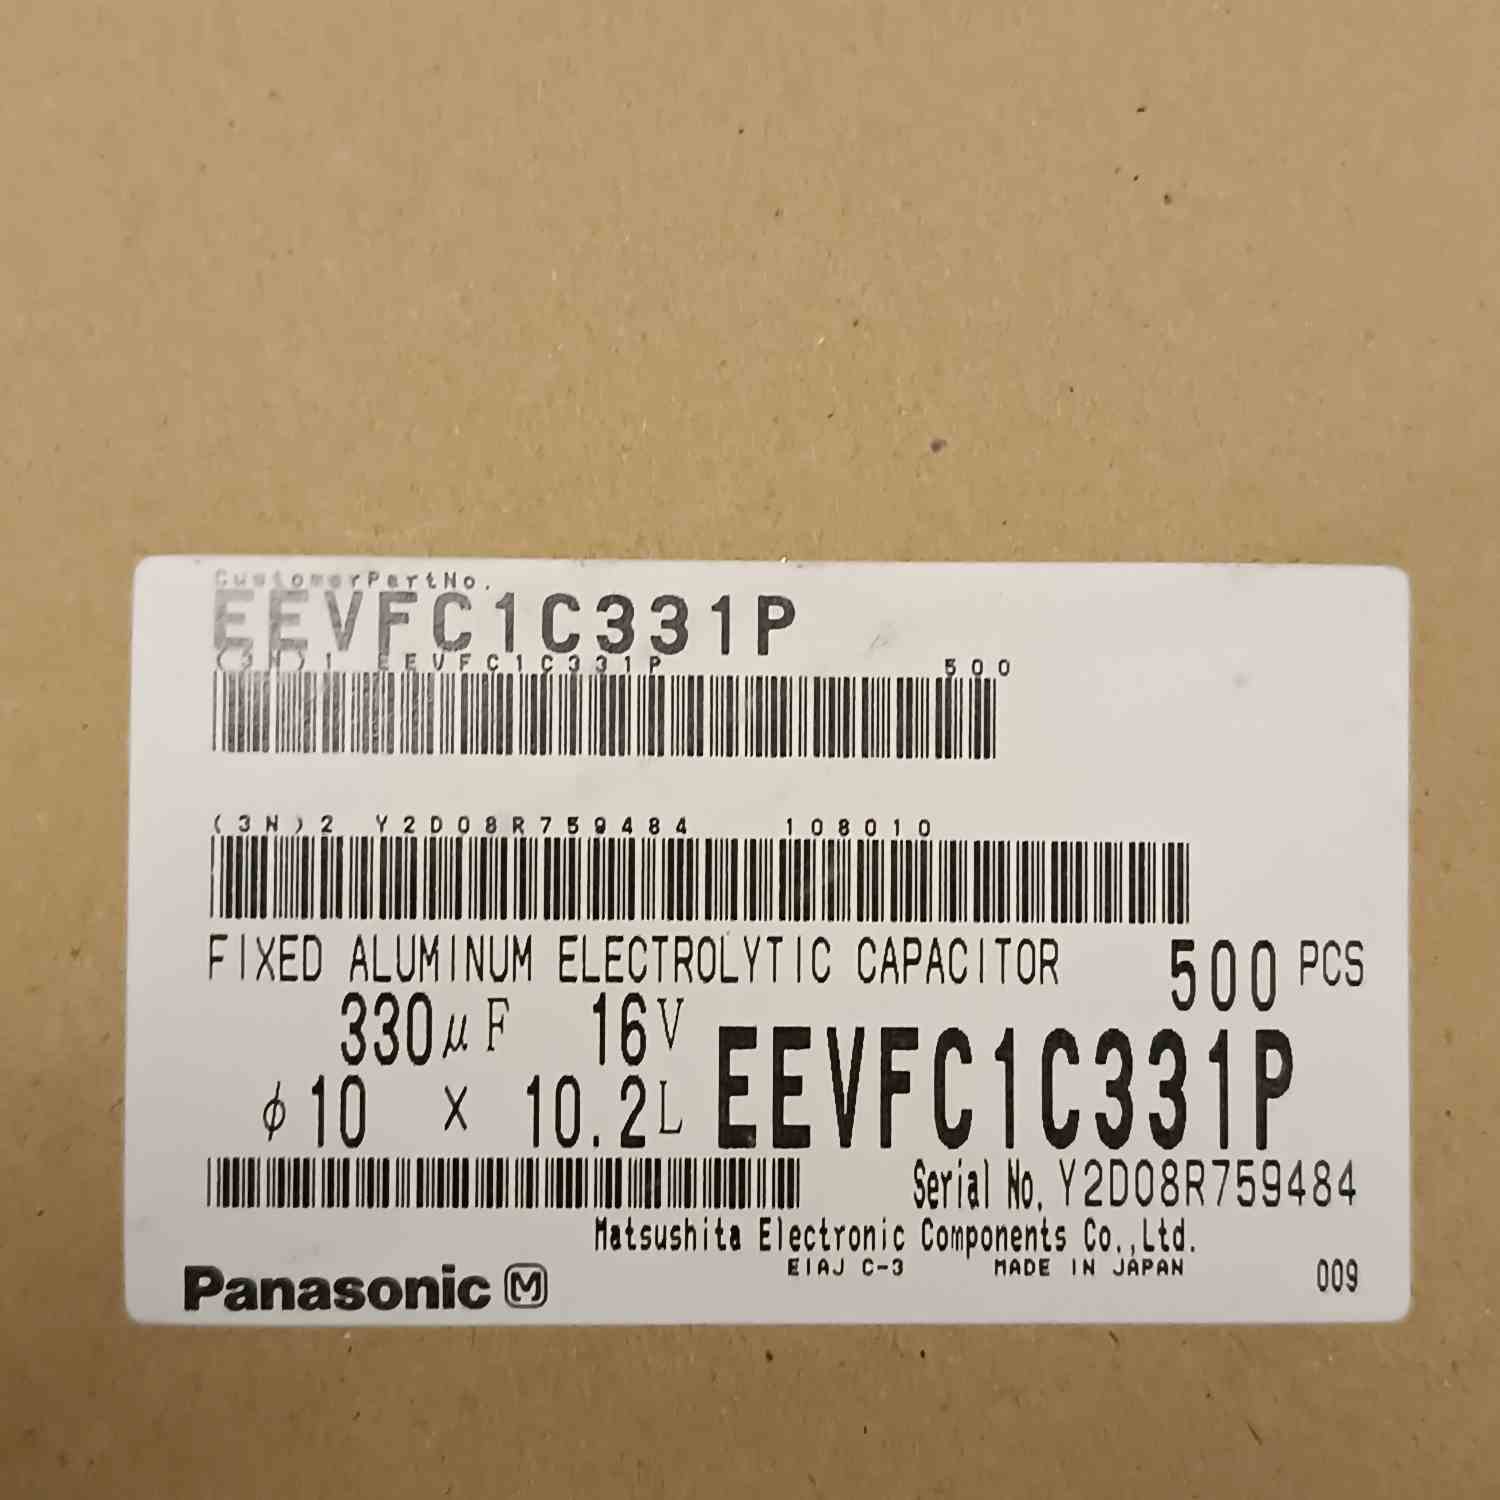 CustomerPartNo.
EEVFC1C331P
(3N)1 EEVFC1C331P 500
(3N)2 Y2D08R759484 108010
FIXED ALUMINUM ELECTROLYTIC CAPACITOR 500 PCS
330μF 16V
EEVFC1C331P
φ10 x 10.2L
Serial No. Y2D08R759484
Matsushita Electronic Components Co.,Ltd.
EIAJ C-3 MADE IN JAPAN 009
Panasonic M